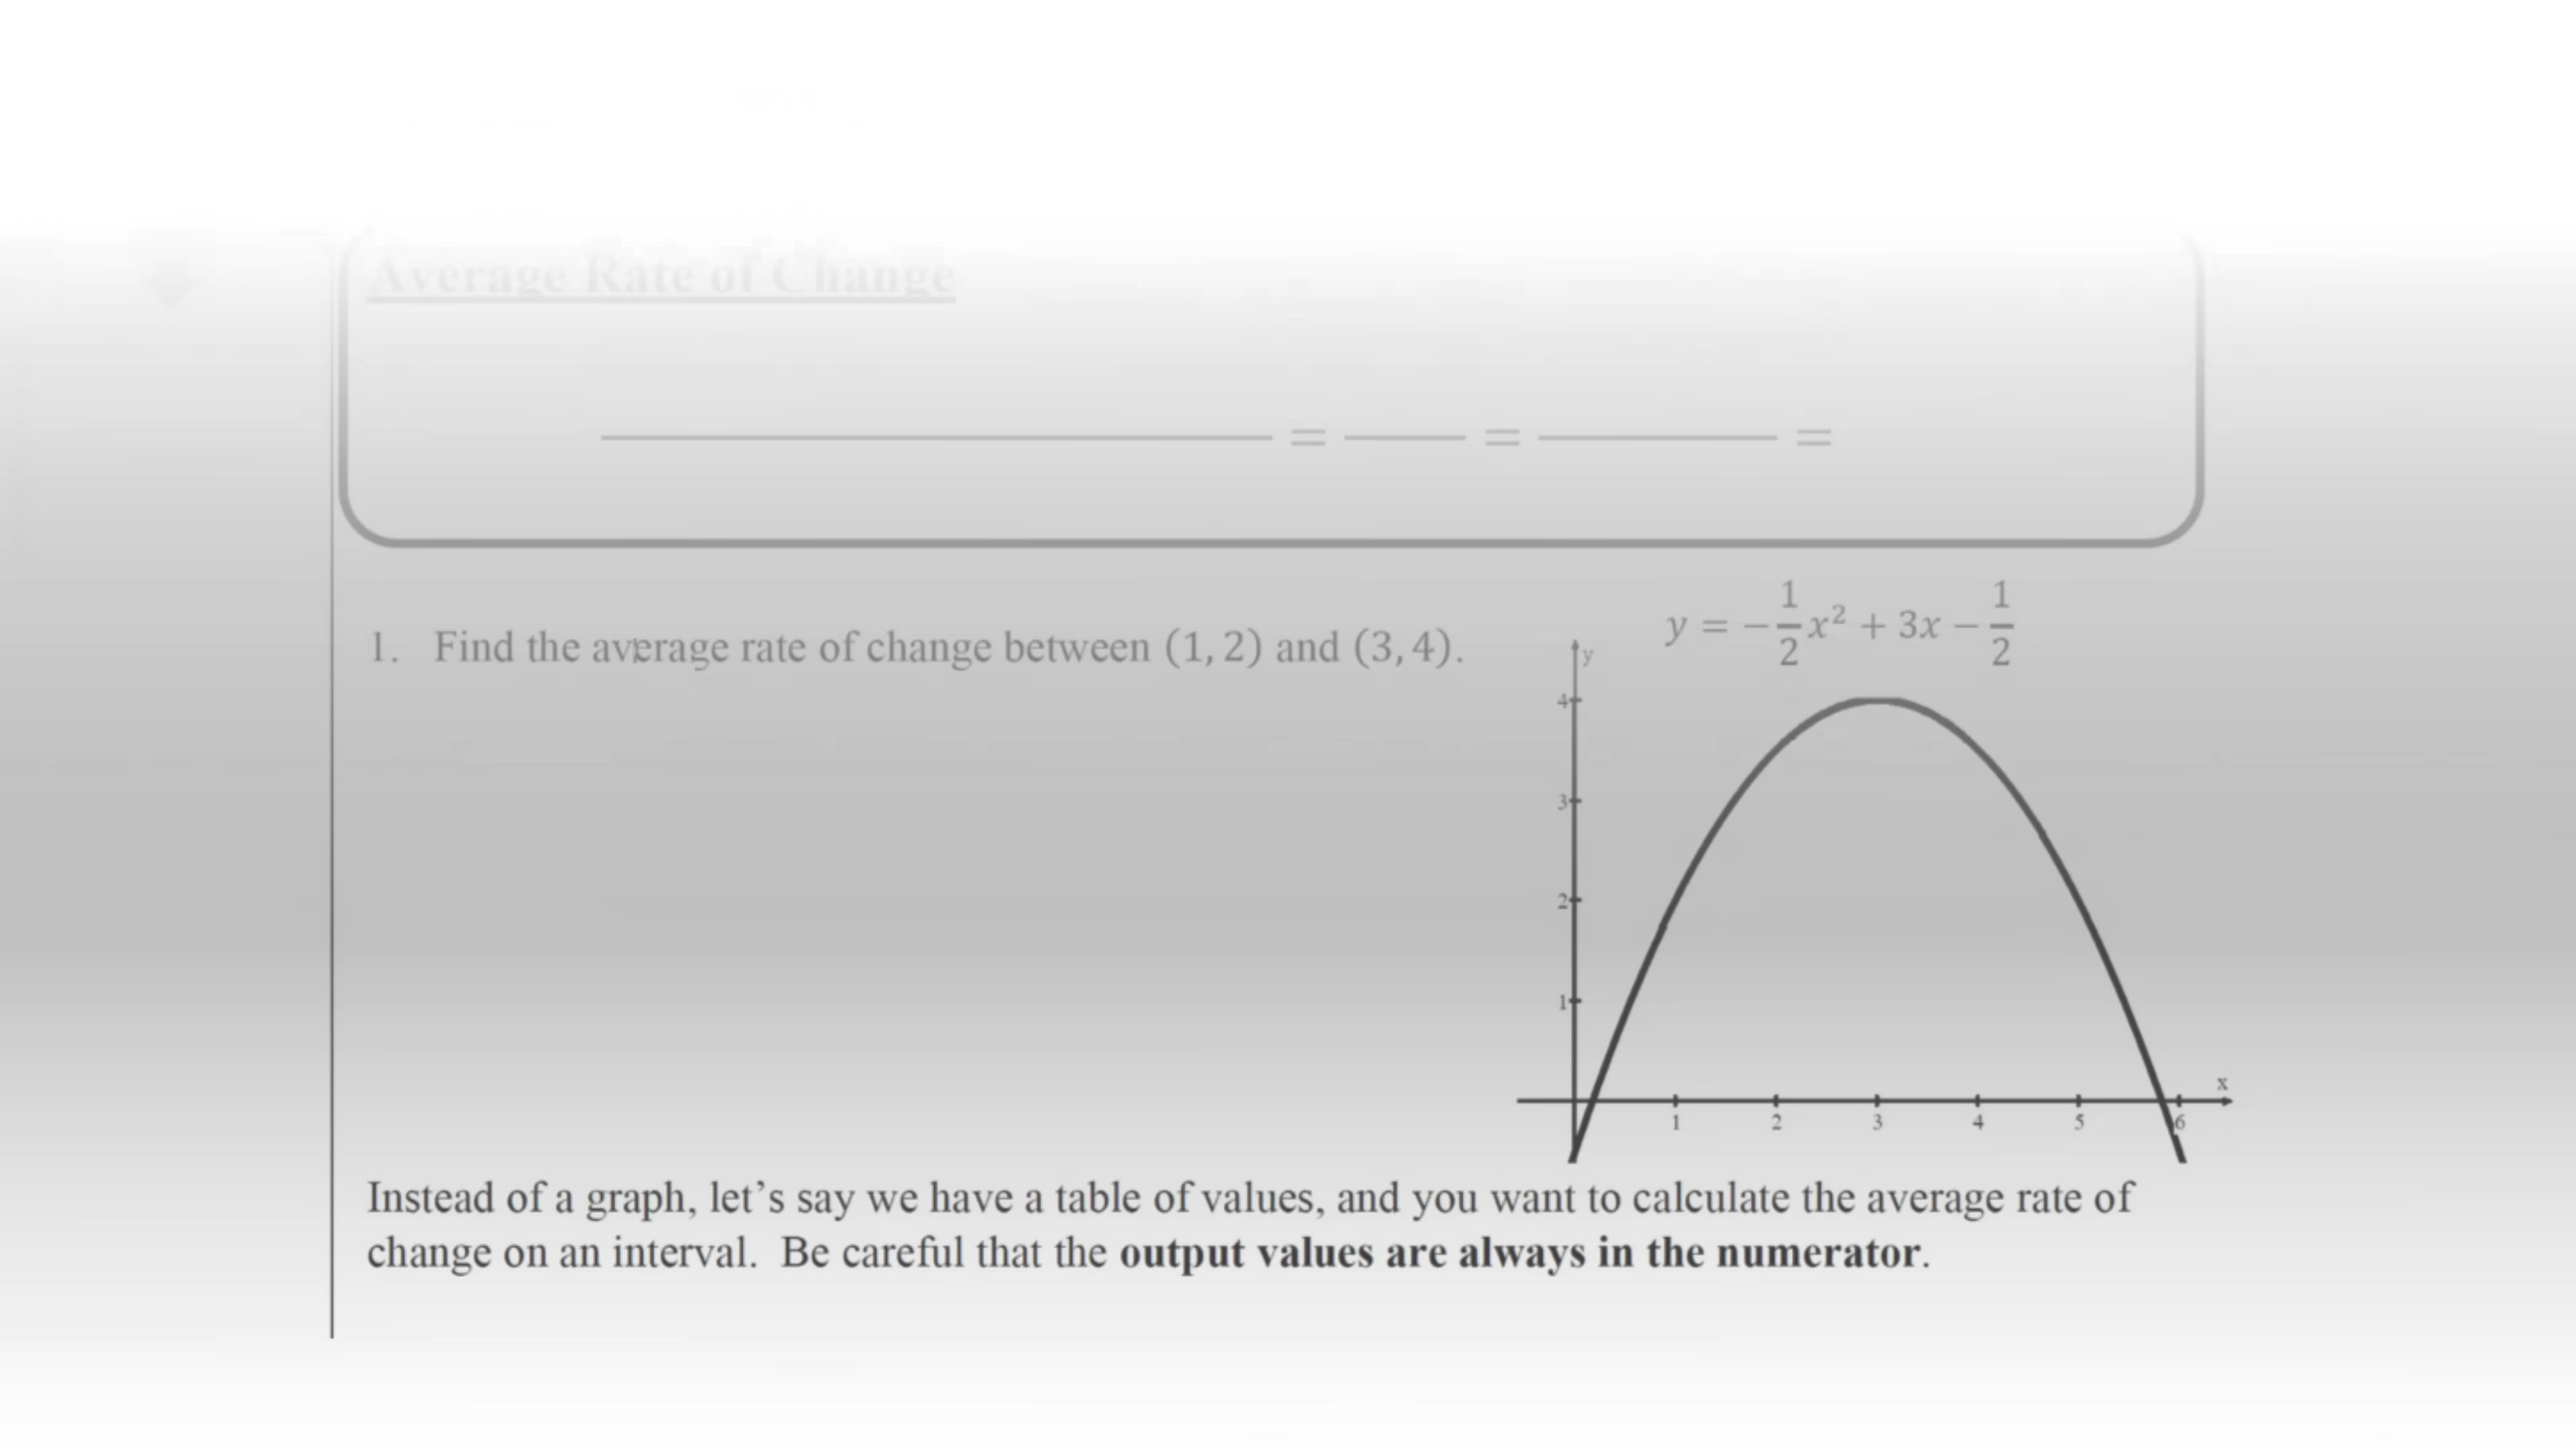 Average Rate of Change
= = =
1. Find the average rate of change between (1, 2) and (3, 4).
y = -1/2 x² + 3x - 1/2
y
4
3
2
1
x
1 2 3 4 5 6
Instead of a graph, let’s say we have a table of values, and you want to calculate the average rate of
change on an interval. Be careful that the output values are always in the numerator.